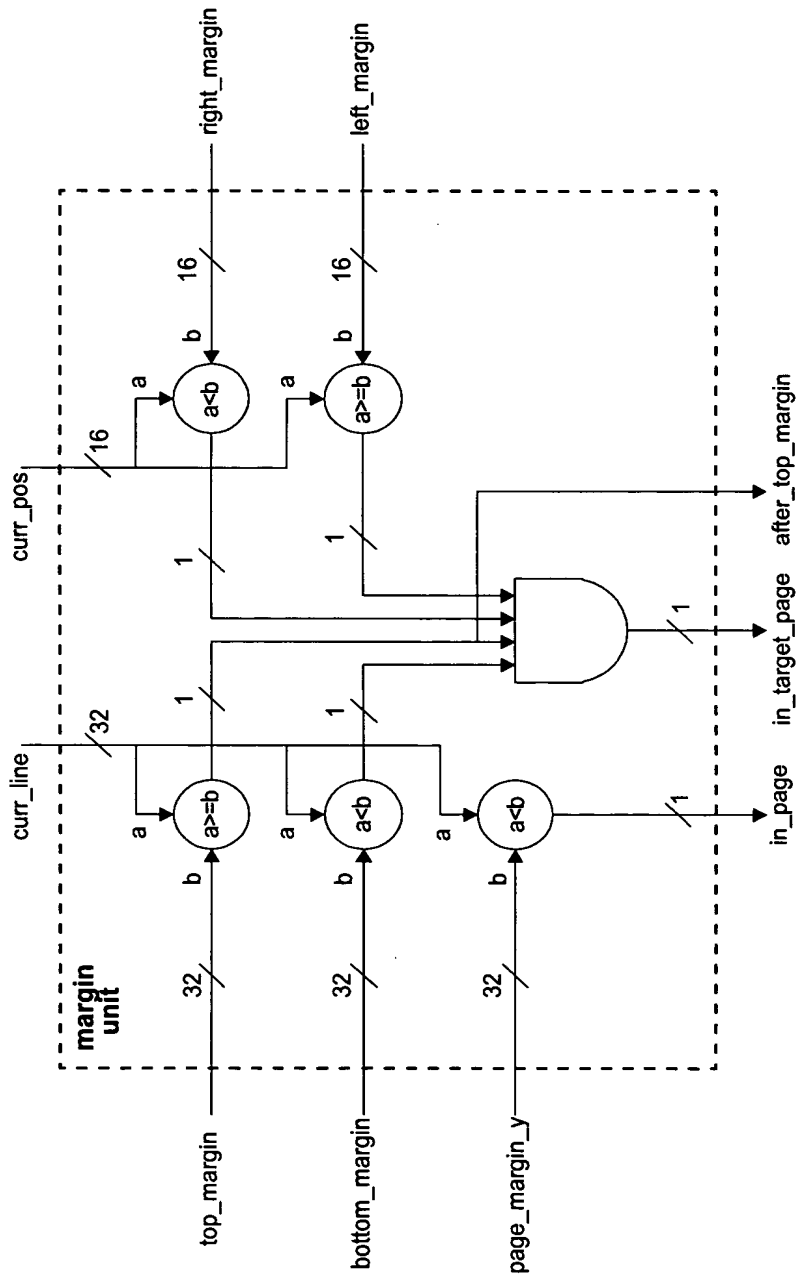 curr_line
curr_pos
margin
unit
32
16
top_margin
32
b
a
a>=b
1
1
a
a<b
b
16
right_margin
bottom_margin
32
b
a
a<b
1
1
a
a>=b
b
16
left_margin
page_margin_y
32
b
a
a<b
1
1
in_page
in_target_page
after_top_margin